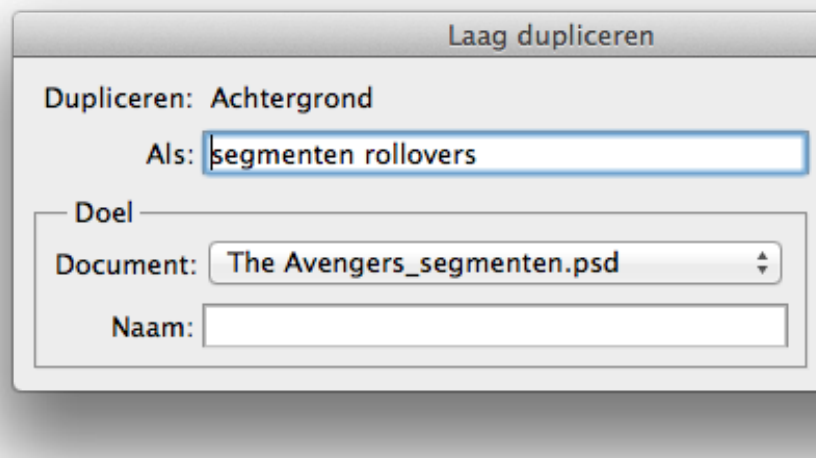 Laag dupliceren
Dupliceren: Achtergrond
Als: segmenten rollovers
Doel
Document: The Avengers_segmenten.psd
Naam: